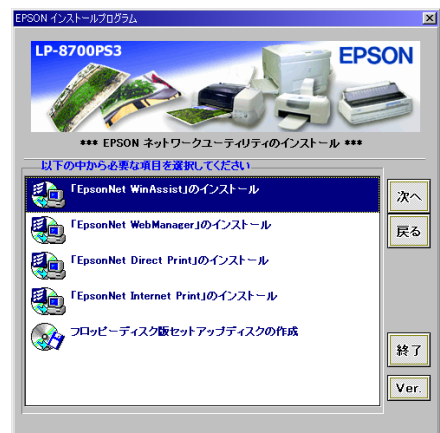 EPSON インストールプログラム
LP-8700PS3
EPSON
*** EPSON ネットワークユーティリティのインストール ***
以下の中から必要な項目を選択してください
「EpsonNet WinAssist」のインストール
「EpsonNet WebManager」のインストール
「EpsonNet Direct Print」のインストール
「EpsonNet Internet Print」のインストール
フロッピーディスク版セットアップディスクの作成
次へ
戻る
終了
Ver.